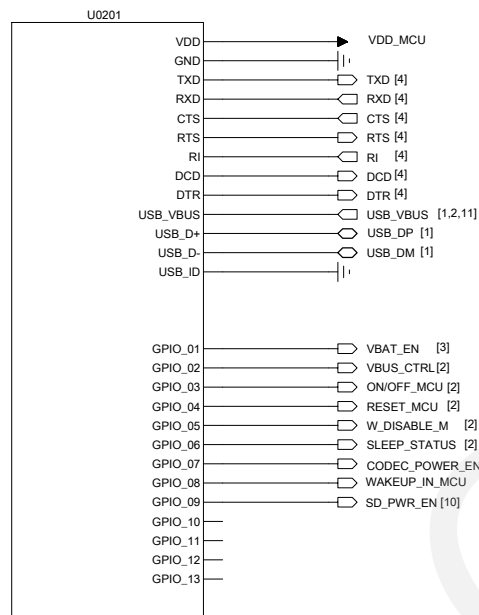 U0201
VDD VDD_MCU
GND
TXD TXD [4]
RXD RXD [4]
CTS CTS [4]
RTS RTS [4]
RI RI [4]
DCD DCD [4]
DTR DTR [4]
USB_VBUS USB_VBUS [1,2,11]
USB_D+ USB_DP [1]
USB_D- USB_DM [1]
USB_ID
GPIO_01 VBAT_EN [3]
GPIO_02 VBUS_CTRL [2]
GPIO_03 ON/OFF_MCU [2]
GPIO_04 RESET_MCU [2]
GPIO_05 W_DISABLE_M [2]
GPIO_06 SLEEP_STATUS [2]
GPIO_07 CODEC_POWER_EN
GPIO_08 WAKEUP_IN_MCU
GPIO_09 SD_PWR_EN [10]
GPIO_10
GPIO_11
GPIO_12
GPIO_13